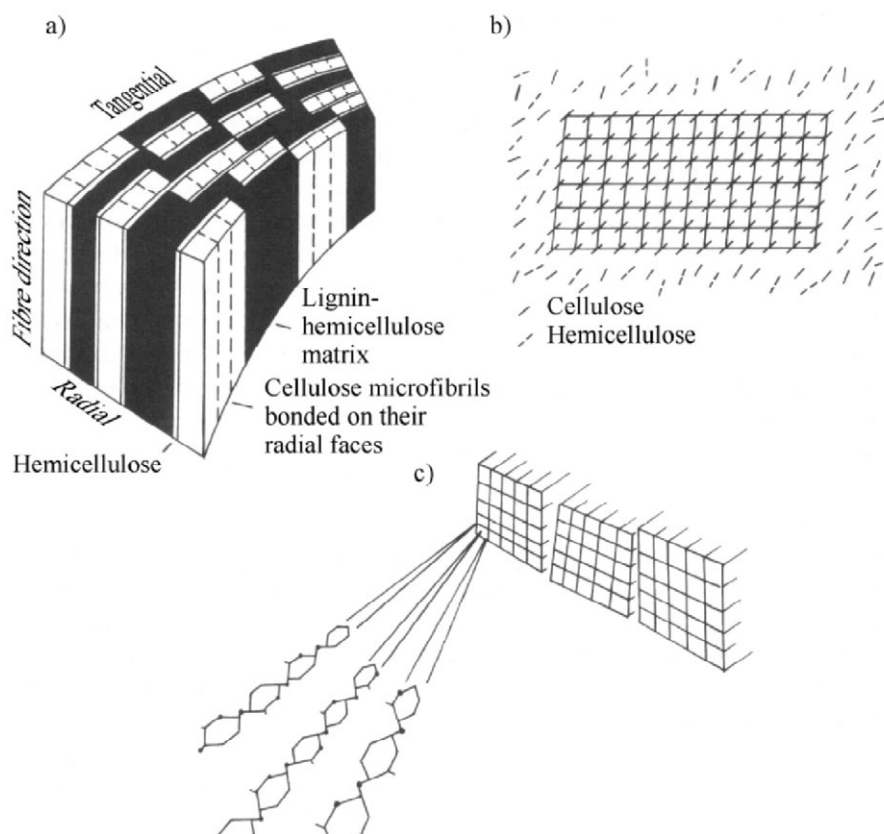 a)
Tangential
Fibre direction
Radial
Hemicellulose
Lignin-
hemicellulose
matrix
Cellulose microfibrils
bonded on their
radial faces
b)
Cellulose
Hemicellulose
c)